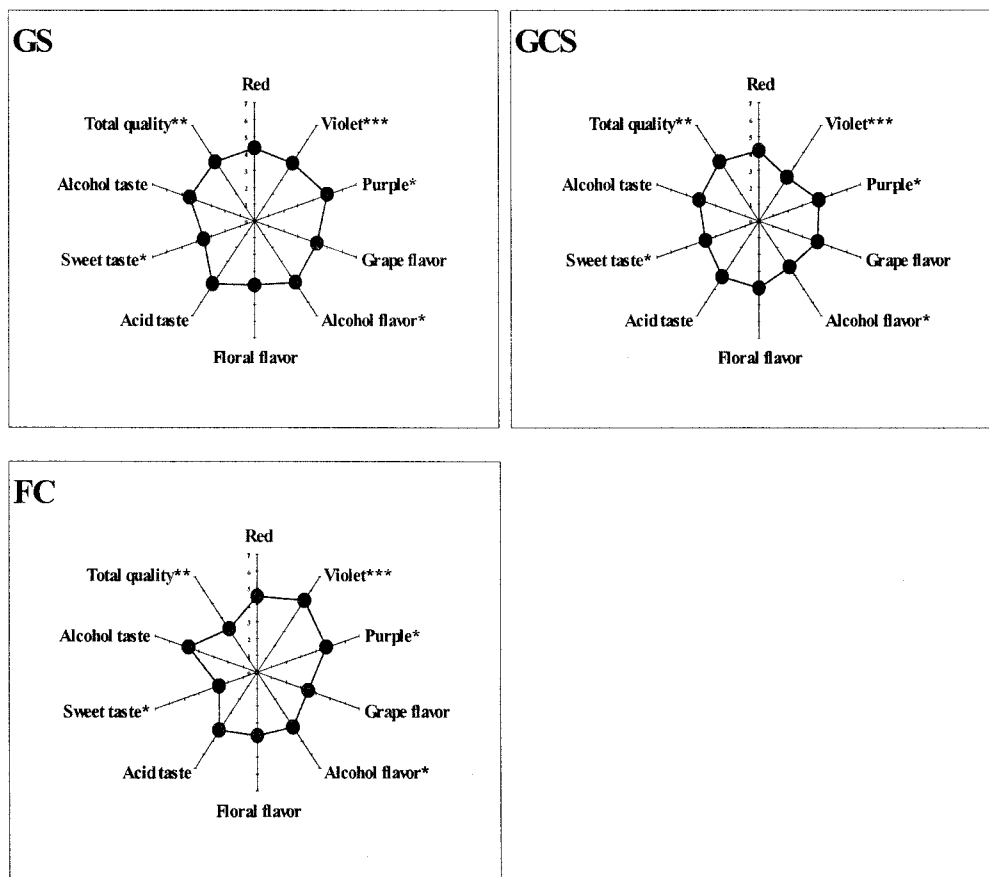 GS
Red
Total quality** Violet***
Alcohol taste Purple*
Sweet taste* Grape flavor
Acid taste Alcohol flavor*
Floral flavor
GCS
Red
Total quality** Violet***
Alcohol taste Purple*
Sweet taste* Grape flavor
Acid taste Alcohol flavor*
Floral flavor
FC
Red
Total quality** Violet***
Alcohol taste Purple*
Sweet taste* Grape flavor
Acid taste Alcohol flavor*
Floral flavor